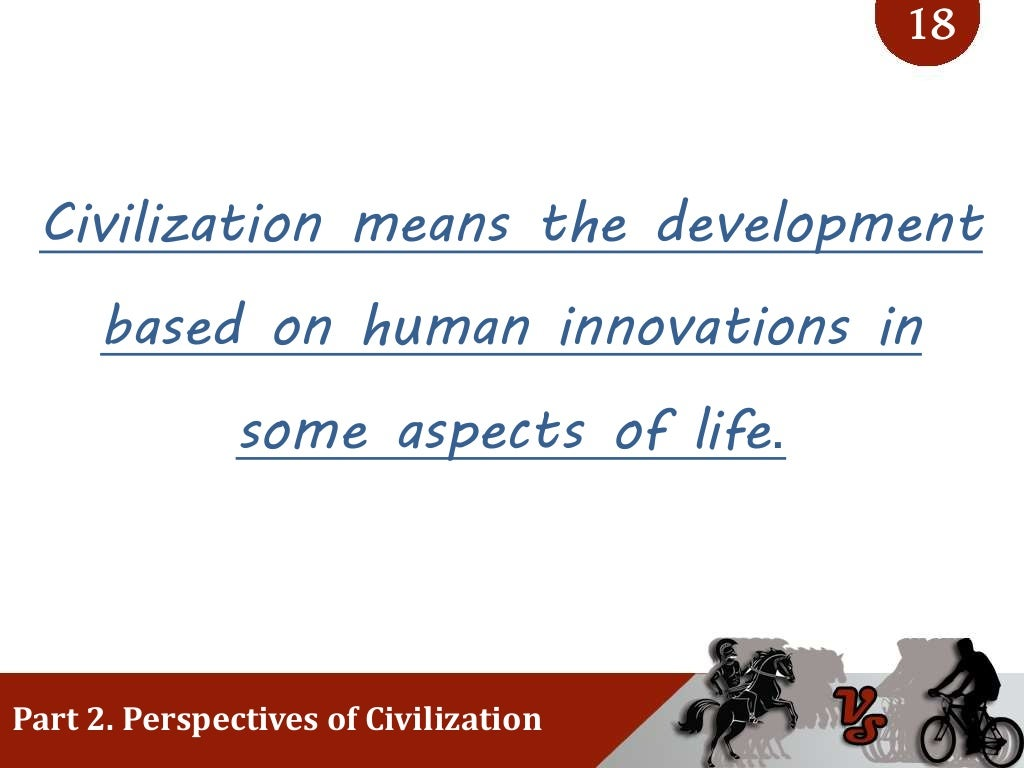 18
Civilization means the development
based on human innovations in
some aspects of life.
Part 2. Perspectives of Civilization
VS